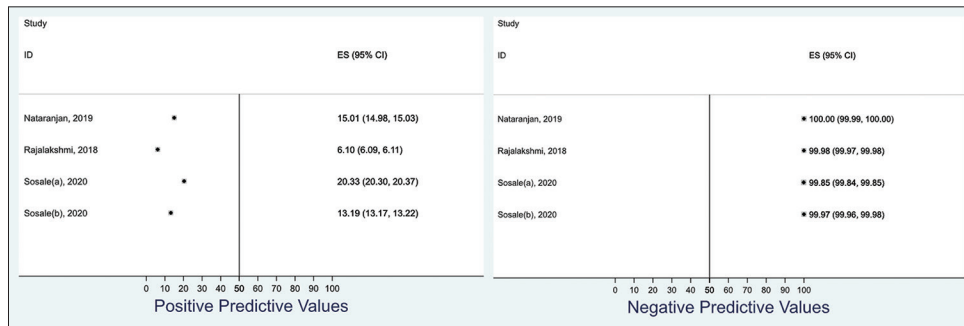 Study
ID ES (95% CI)
Nataranjan, 2019 15.01 (14.98, 15.03)
Rajalakshmi, 2018 6.10 (6.09, 6.11)
Sosale(a), 2020 20.33 (20.30, 20.37)
Sosale(b), 2020 13.19 (13.17, 13.22)
0 10 20 30 40 50 60 70 80 90 100
Positive Predictive Values
Study
ID ES (95% CI)
Nataranjan, 2019 100.00 (99.99, 100.00)
Rajalakshmi, 2018 99.98 (99.97, 99.98)
Sosale(a), 2020 99.85 (99.84, 99.85)
Sosale(b), 2020 99.97 (99.96, 99.98)
0 10 20 30 40 50 60 70 80 90 100
Negative Predictive Values